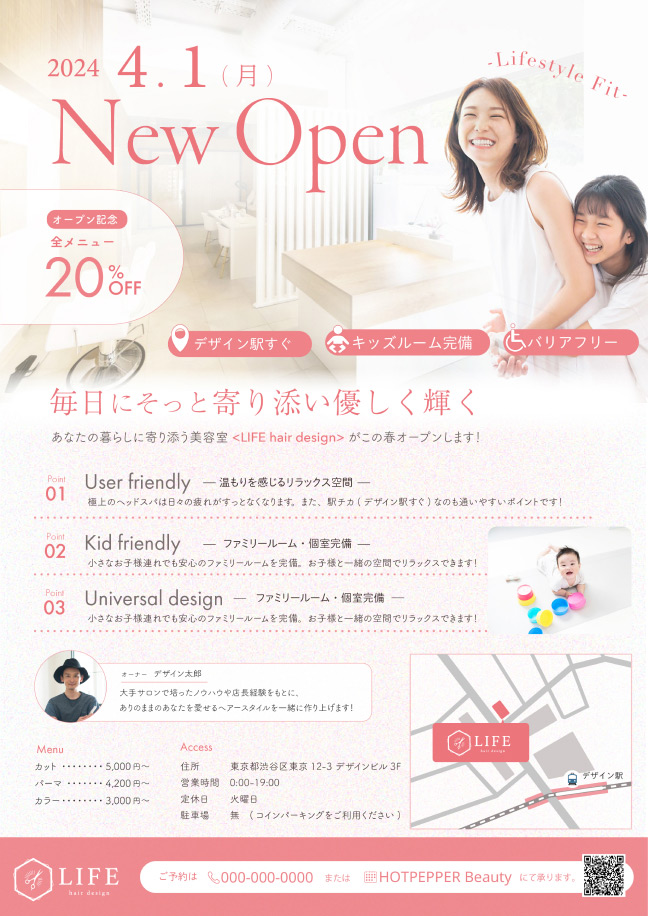 -Lifestyle Fit-
2024 4.1(月)
New Open
オープン記念
全メニュー
20%OFF
デザイン駅すぐ
キッズルーム完備
バリアフリー
毎日にそっと寄り添い優しく輝く
あなたの暮らしに寄り添う美容室 <LIFE hair design> がこの春オープンします!
Point 01 User friendly ― 温もりを感じるリラックス空間 ―
極上のヘッドスパは日々の疲れがすっとなくなります。また、駅チカ(デザイン駅すぐ)なのも通いやすいポイントです!
Point 02 Kid friendly ― ファミリールーム・個室完備 ―
小さなお子様連れでも安心のファミリールームを完備。お子様と一緒の空間でリラックスできます!
Point 03 Universal design ― ファミリールーム・個室完備 ―
小さなお子様連れでも安心のファミリールームを完備。お子様と一緒の空間でリラックスできます!
オーナー デザイン太郎
大手サロンで培ったノウハウや店長経験をもとに、
ありのままのあなたを愛せるヘアースタイルを一緒に作り上げます!
Menu
カット ・・・・・・・・ 5,000円〜
パーマ ・・・・・・・ 4,200円〜
カラー・・・・・・・・ 3,000円〜
Access
住所 東京都渋谷区東京 12-3 デザインビル 3F
営業時間 0:00-19:00
定休日 火曜日
駐車場 無 (コインパーキングをご利用ください)
LIFE
hair design
デザイン駅
LIFE
hair design
ご予約は 000-000-0000 または HOTPEPPER Beauty にて承ります。